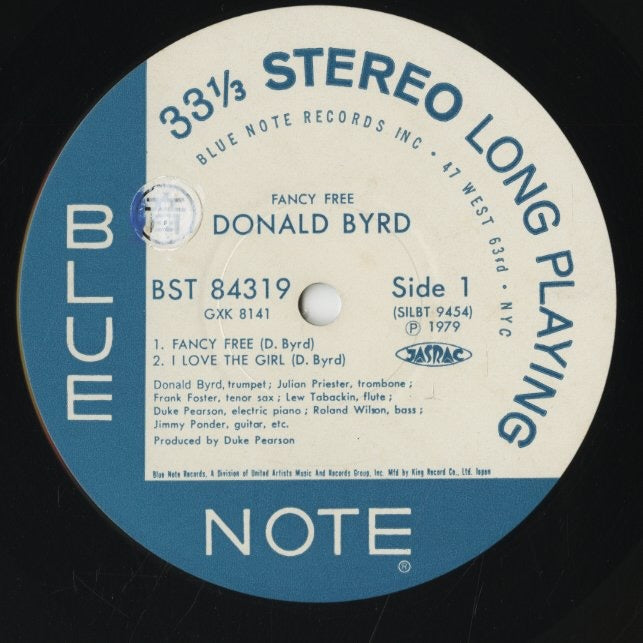 33⅓ STEREO LONG PLAYING
BLUE NOTE RECORDS INC • 47 WEST 63rd • NYC
FANCY FREE
DONALD BYRD
BST 84319
GXK 8141
Side 1
(SILBT 9454)
Ⓟ 1979
JASRAC
1. FANCY FREE (D. Byrd)
2. I LOVE THE GIRL (D. Byrd)
Donald Byrd, trumpet ; Julian Priester, trombone ;
Frank Foster, tenor sax ; Lew Tabackin, flute ;
Duke Pearson, electric piano ; Roland Wilson, bass ;
Jimmy Ponder, guitar, etc.
Produced by Duke Pearson
Blue Note Records, A Division of United Artists Music And Records Group, Inc. Mfd by King Record Co., Ltd. Japan
BLUE
NOTE®